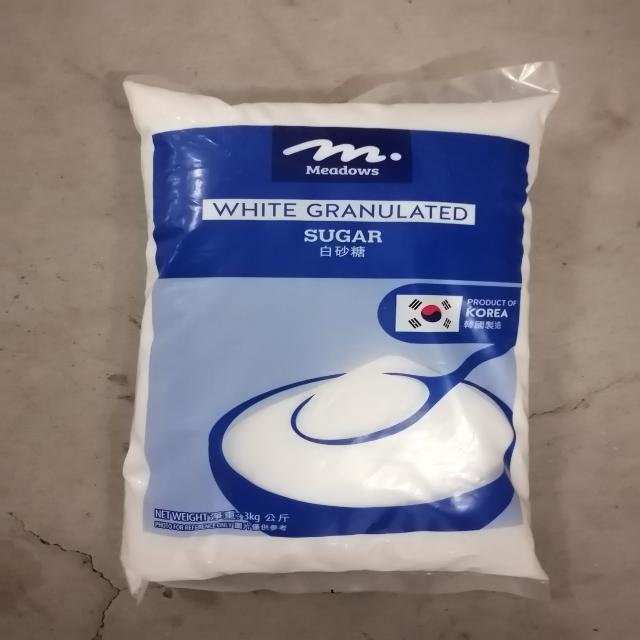 m.
Meadows
WHITE GRANULATED
SUGAR
白砂糖
PRODUCT OF
KOREA
韓國製造
NET WEIGHT 淨重: 3kg 公斤
PHOTO FOR REFERENCE ONLY 圖片僅供參考